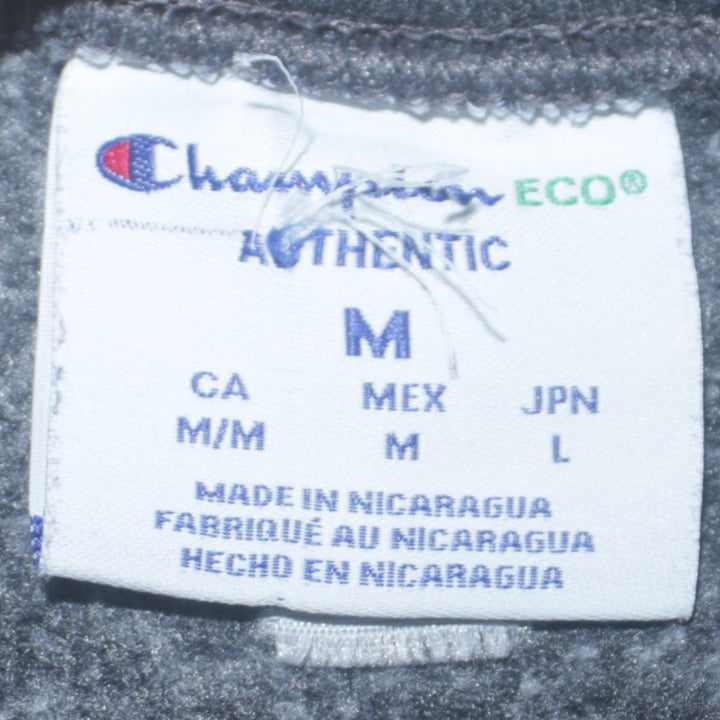 Champion ECO®
AUTHENTIC
M
CA MEX JPN
M/M M L
MADE IN NICARAGUA
FABRIQUÉ AU NICARAGUA
HECHO EN NICARAGUA